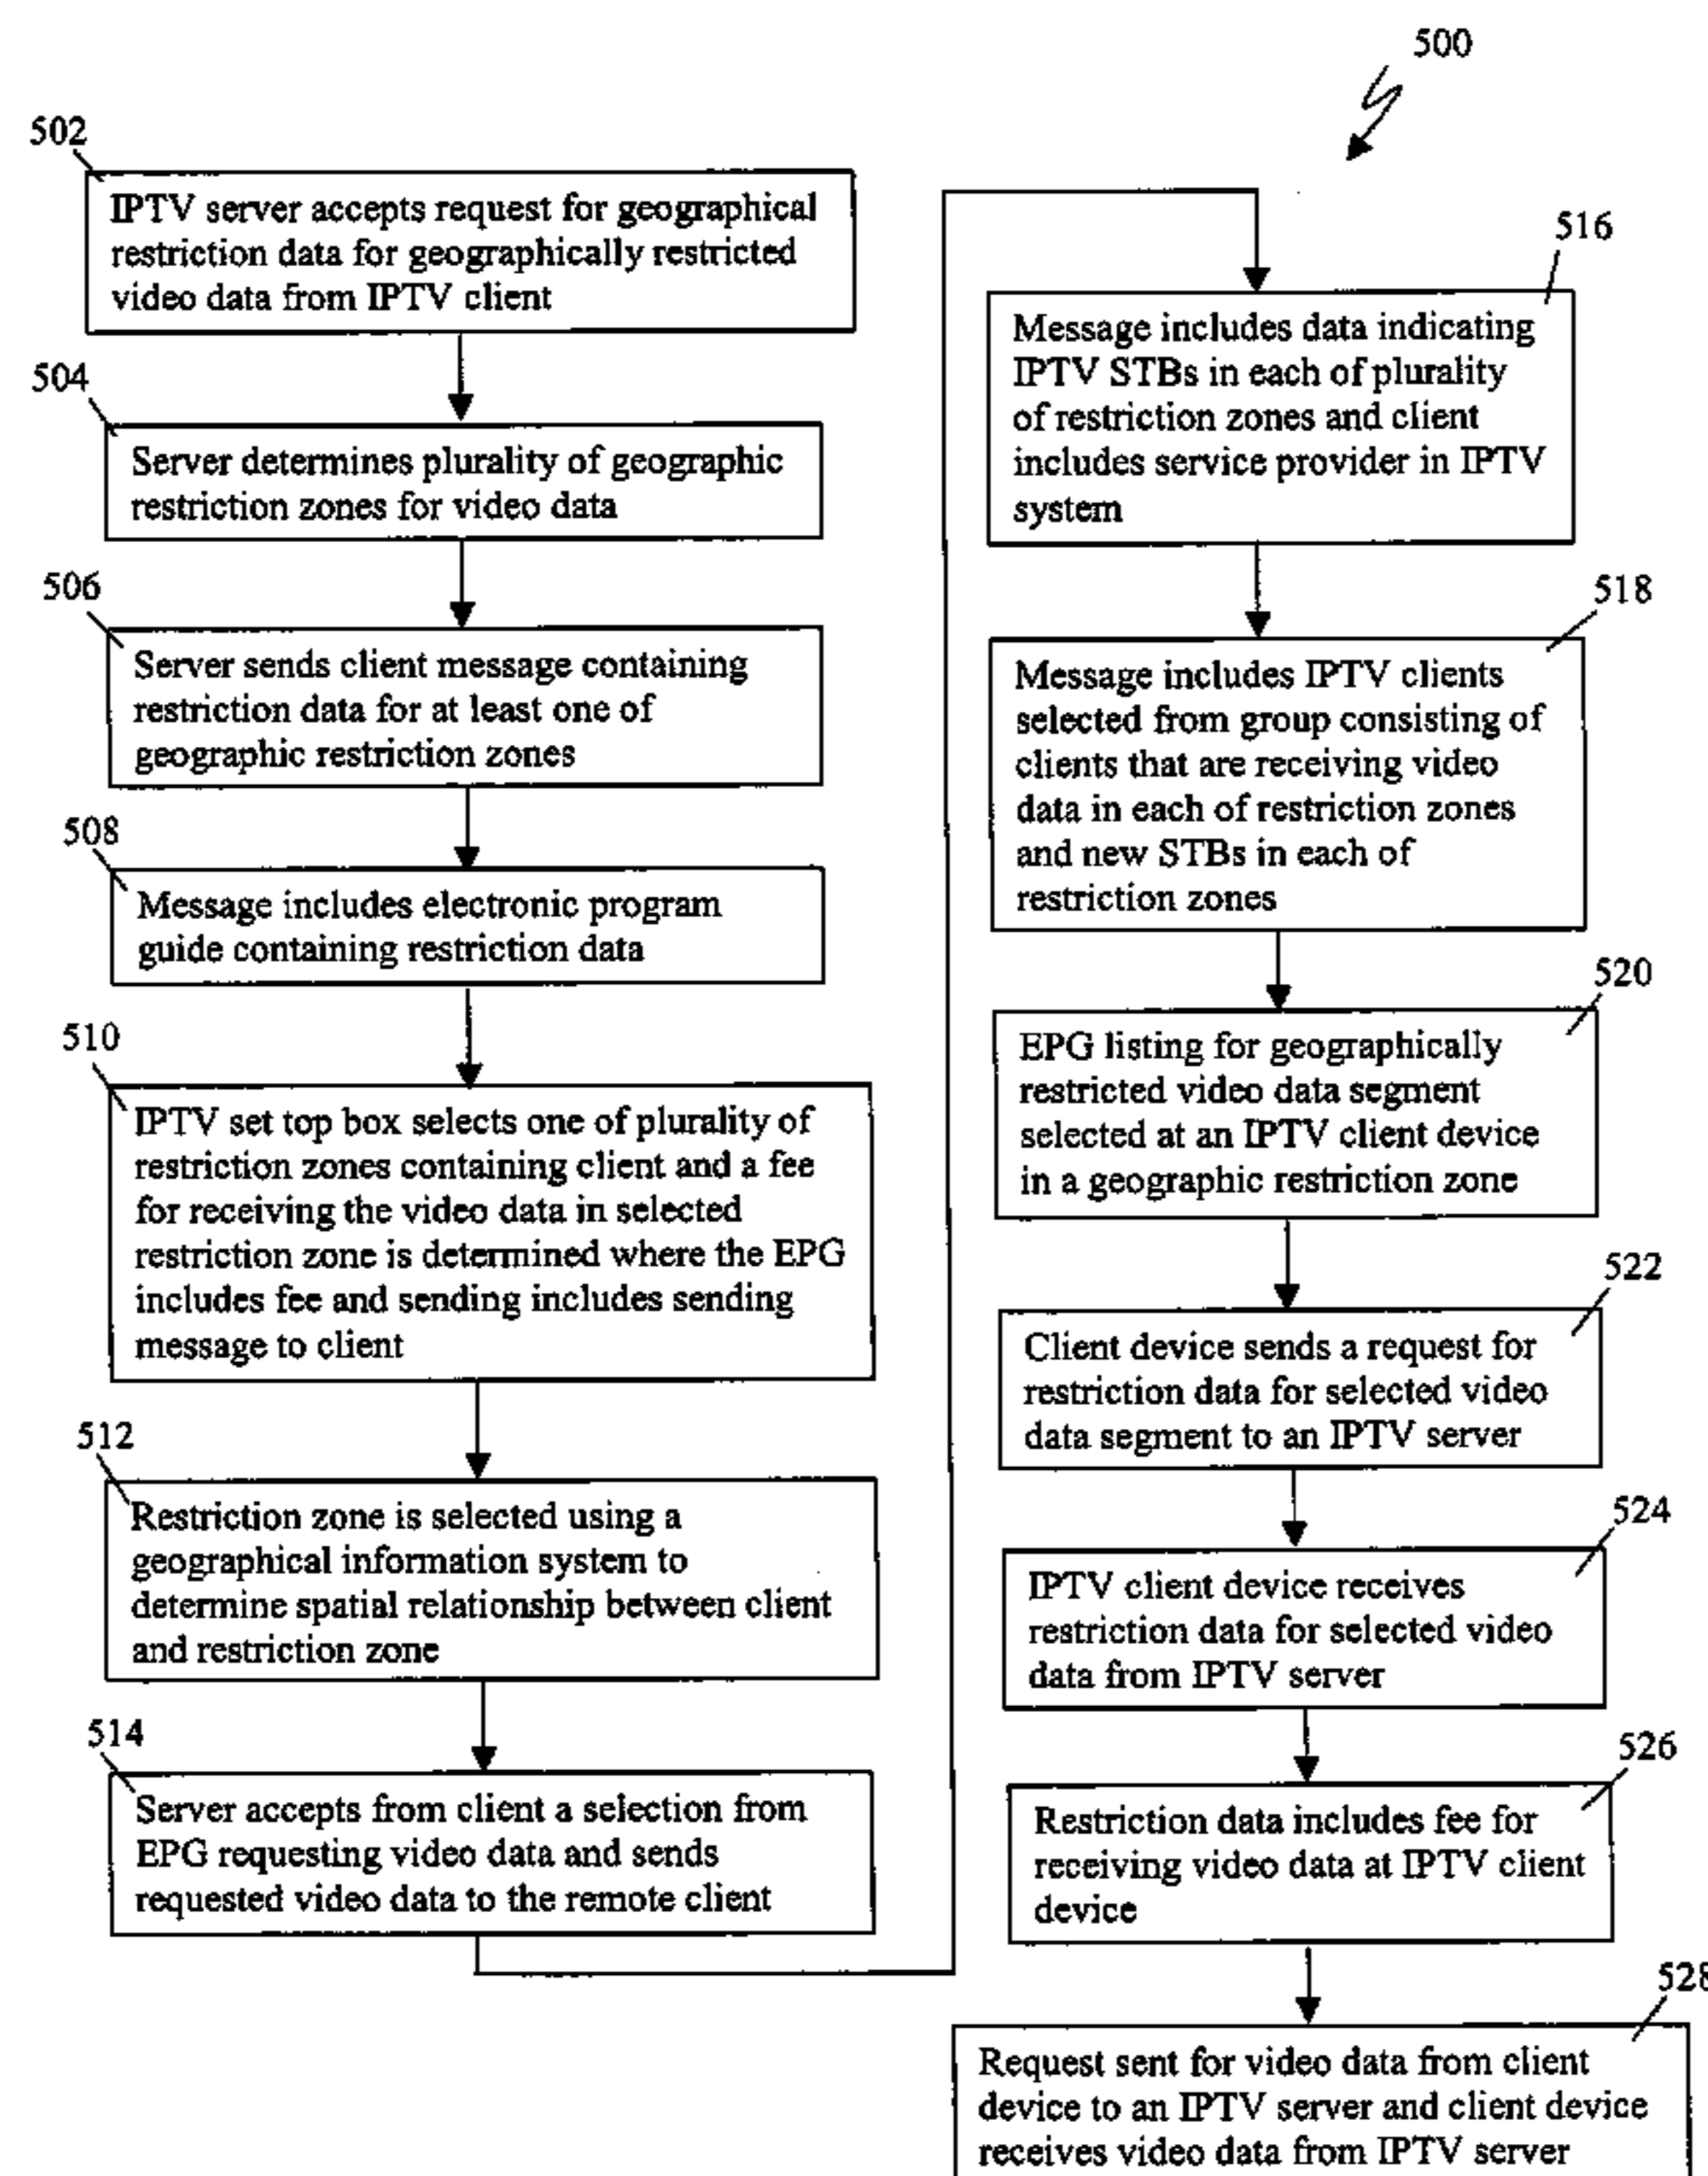 500
502
IPTV server accepts request for geographical
restriction data for geographically restricted
video data from IPTV client
504
Server determines plurality of geographic
restriction zones for video data
506
Server sends client message containing
restriction data for at least one of
geographic restriction zones
508
Message includes electronic program
guide containing restriction data
510
IPTV set top box selects one of plurality of
restriction zones containing client and a fee
for receiving the video data in selected
restriction zone is determined where the EPG
includes fee and sending includes sending
message to client
512
Restriction zone is selected using a
geographical information system to
determine spatial relationship between client
and restriction zone
514
Server accepts from client a selection from
EPG requesting video data and sends
requested video data to the remote client
516
Message includes data indicating
IPTV STBs in each of plurality
of restriction zones and client
includes service provider in IPTV
system
518
Message includes IPTV clients
selected from group consisting of
clients that are receiving video
data in each of restriction zones
and new STBs in each of
restriction zones
520
EPG listing for geographically
restricted video data segment
selected at an IPTV client device
in a geographic restriction zone
522
Client device sends a request for
restriction data for selected video
data segment to an IPTV server
524
IPTV client device receives
restriction data for selected video
data from IPTV server
526
Restriction data includes fee for
receiving video data at IPTV client
device
528
Request sent for video data from client
device to an IPTV server and client device
receives video data from IPTV server